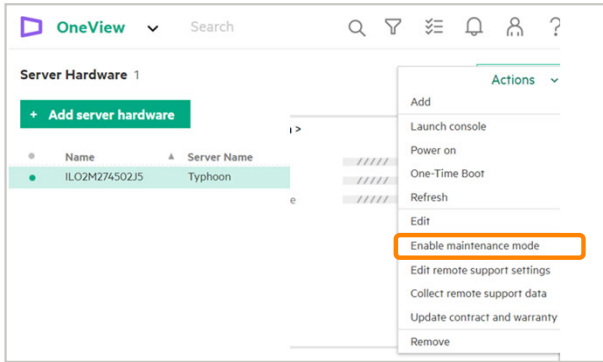 OneView
Search
Server Hardware 1
+ Add server hardware
Name Server Name
ILO2M274502J5 Typhoon
>
e
Actions
Add
Launch console
Power on
One-Time Boot
Refresh
Edit
Enable maintenance mode
Edit remote support settings
Collect remote support data
Update contract and warranty
Remove